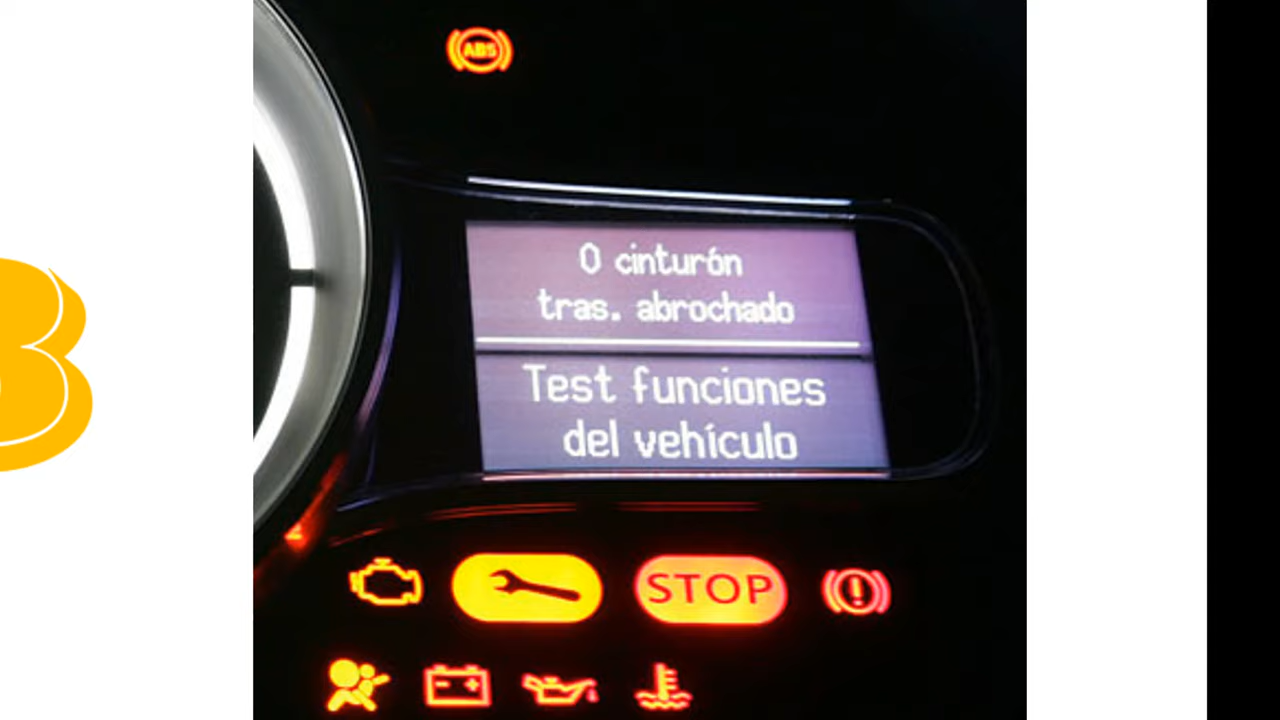 ABS
0 cinturón
tras. abrochado
Test funciones
del vehículo
STOP
B